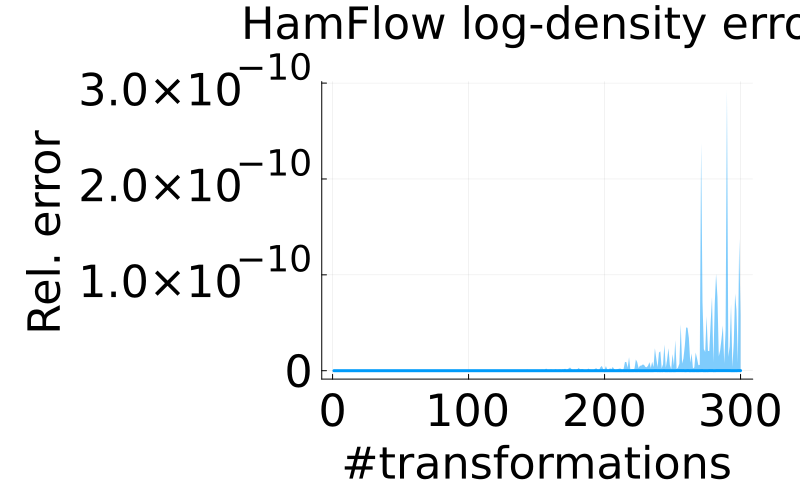 HamFlow log-density erro
3.0×10⁻¹⁰
2.0×10⁻¹⁰
1.0×10⁻¹⁰
0
Rel. error
0 100 200 300
#transformations